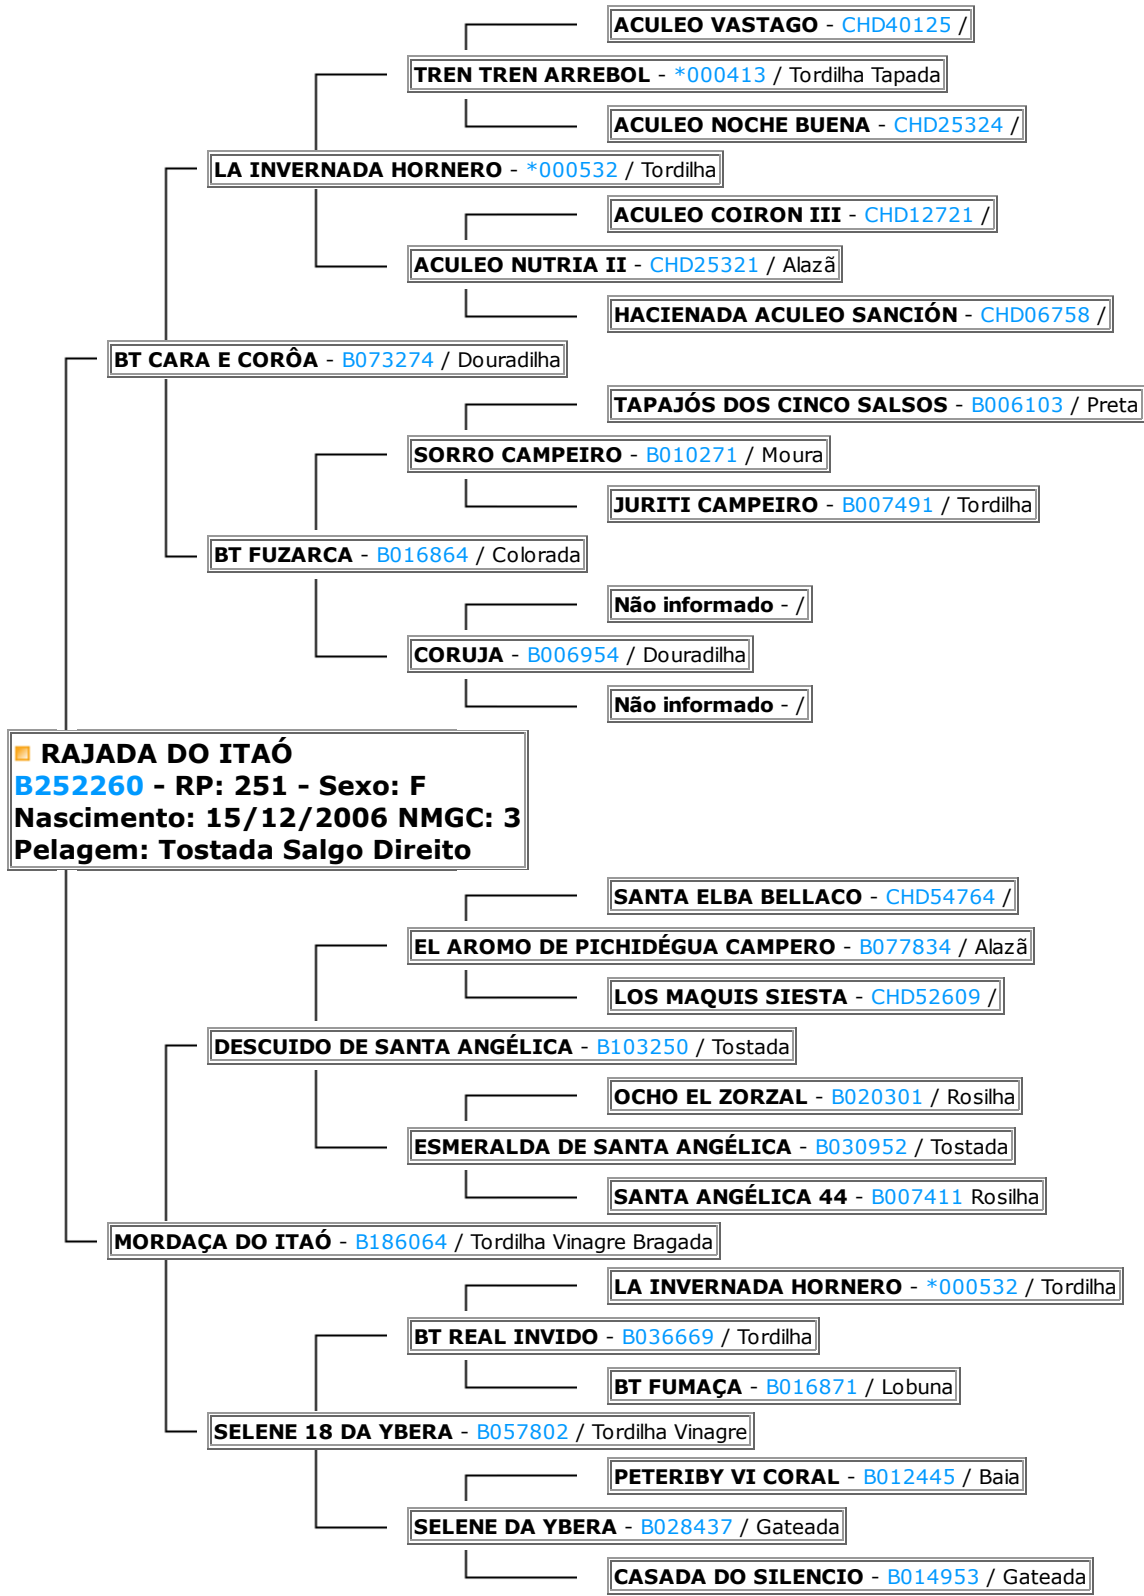 ACULEO VASTAGO - CHD40125 /
TREN TREN ARREBOL - *000413 / Tordilha Tapada
ACULEO NOCHE BUENA - CHD25324 /
LA INVERNADA HORNERO - *000532 / Tordilha
ACULEO COIRON III - CHD12721 /
ACULEO NUTRIA II - CHD25321 / Alazã
HACIENADA ACULEO SANCIÓN - CHD06758 /
BT CARA E CORÔA - B073274 / Douradilha
TAPAJÓS DOS CINCO SALSOS - B006103 / Preta
SORRO CAMPEIRO - B010271 / Moura
JURITI CAMPEIRO - B007491 / Tordilha
BT FUZARCA - B016864 / Colorada
Não informado - /
CORUJA - B006954 / Douradilha
Não informado - /
RAJADA DO ITAÓ
B252260 - RP: 251 - Sexo: F
Nascimento: 15/12/2006 NMGC: 3
Pelagem: Tostada Salgo Direito
SANTA ELBA BELLACO - CHD54764 /
EL AROMO DE PICHIDÉGUA CAMPERO - B077834 / Alazã
LOS MAQUIS SIESTA - CHD52609 /
DESCUIDO DE SANTA ANGÉLICA - B103250 / Tostada
OCHO EL ZORZAL - B020301 / Rosilha
ESMERALDA DE SANTA ANGÉLICA - B030952 / Tostada
SANTA ANGÉLICA 44 - B007411 Rosilha
MORDAÇA DO ITAÓ - B186064 / Tordilha Vinagre Bragada
LA INVERNADA HORNERO - *000532 / Tordilha
BT REAL INVIDO - B036669 / Tordilha
BT FUMAÇA - B016871 / Lobuna
SELENE 18 DA YBERA - B057802 / Tordilha Vinagre
PETERIBY VI CORAL - B012445 / Baia
SELENE DA YBERA - B028437 / Gateada
CASADA DO SILENCIO - B014953 / Gateada